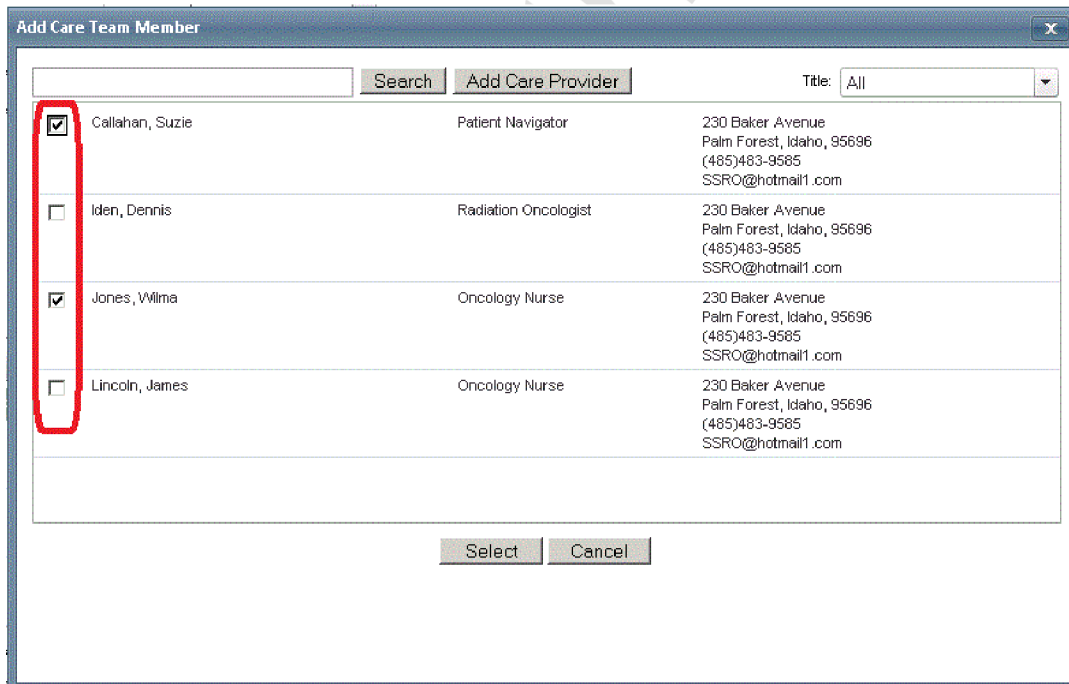 Add Care Team Member x
Search Add Care Provider Title: All
Callahan, Suzie Patient Navigator 230 Baker Avenue
Palm Forest, Idaho, 95696
(485)483-9585
SSRO@hotmail1.com
Iden, Dennis Radiation Oncologist 230 Baker Avenue
Palm Forest, Idaho, 95696
(485)483-9585
SSRO@hotmail1.com
Jones, Wilma Oncology Nurse 230 Baker Avenue
Palm Forest, Idaho, 95696
(485)483-9585
SSRO@hotmail1.com
Lincoln, James Oncology Nurse 230 Baker Avenue
Palm Forest, Idaho, 95696
(485)483-9585
SSRO@hotmail1.com
Select Cancel